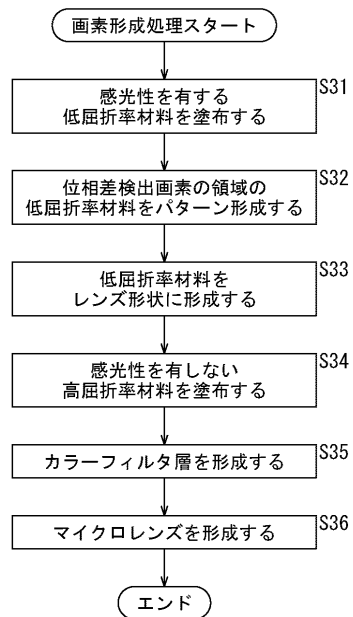 画素形成処理スタート
S31
感光性を有する
低屈折率材料を塗布する
S32
位相差検出画素の領域の
低屈折率材料をパターン形成する
S33
低屈折率材料を
レンズ形状に形成する
S34
感光性を有しない
高屈折率材料を塗布する
S35
カラーフィルタ層を形成する
S36
マイクロレンズを形成する
エンド